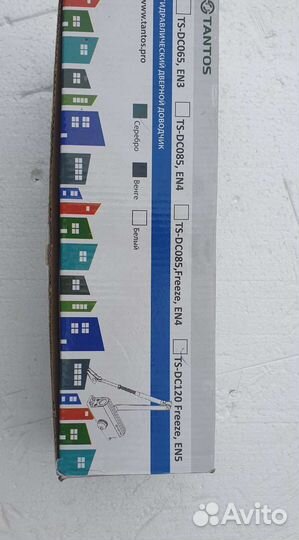 TANTOS
ГИДРАВЛИЧЕСКИЙ ДВЕРНОЙ ДОВОДЧИК
www.tantos.pro
TS-DC065, EN3
TS-DC085, EN4
TS-DC085,Freeze, EN4
TS-DC120 Freeze, EN5
Серебро
Венге
Белый
Avito